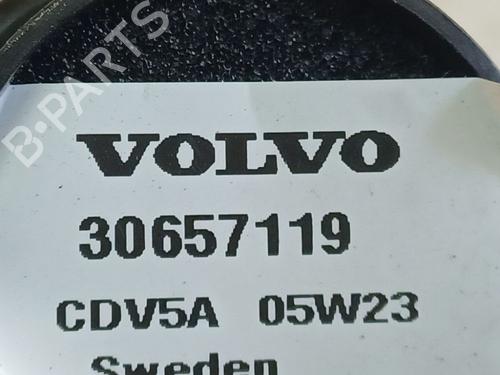 B-PARTS
VOLVO
30657119
CDV5A 05W23
Sweden